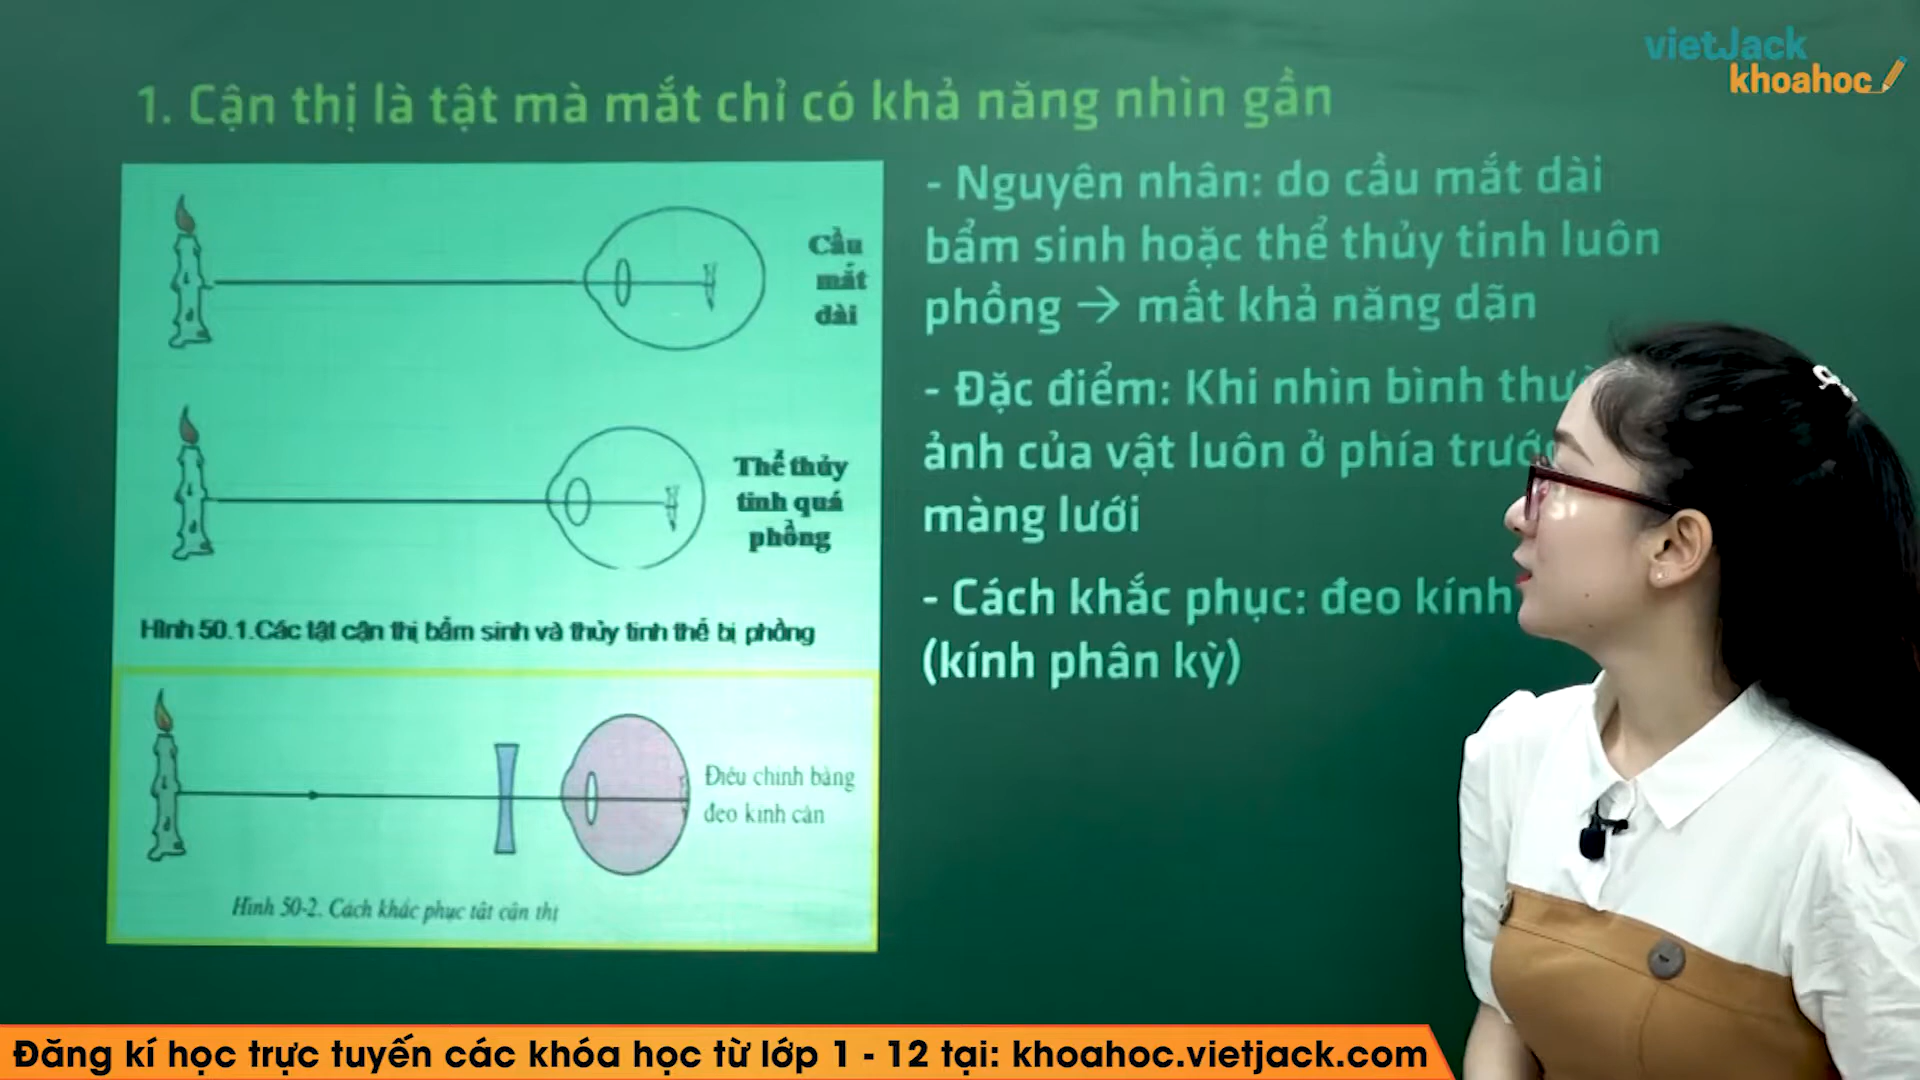 vietJack
khoahoc
1. Cận thị là tật mà mắt chỉ có khả năng nhìn gần
Cầu
mắt
dài
Thể thủy
tinh quá
phồng
Hình 50.1.Các tật cận thị bẩm sinh và thủy tinh thể bị phồng
Điều chỉnh bằng
đeo kính cận
Hình 50-2. Cách khắc phục tật cận thị
- Nguyên nhân: do cầu mắt dài
bẩm sinh hoặc thể thủy tinh luôn
phồng → mất khả năng dãn
- Đặc điểm: Khi nhìn bình
ảnh của vật luôn ở phía
màng lưới
- Cách khắc phục: đeo kính
(kính phân kỳ)
Đăng kí học trực tuyến các khóa học từ lớp 1 - 12 tại: khoahoc.vietjack.com